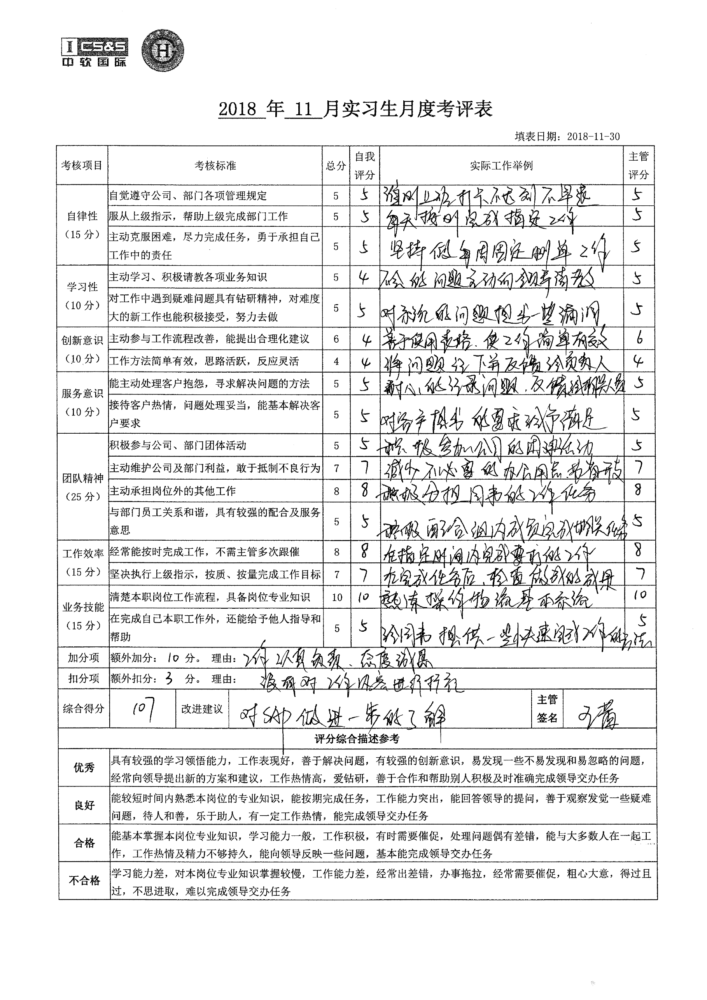 I CS&S
中软国际
H
2018 年 11 月实习生月度考评表
填表日期：2018-11-30
考核项目 考核标准 总分 自我评分 实际工作举例 主管评分
自律性（15 分）
自觉遵守公司、部门各项管理规定 5 5 准时上班打卡不迟到不早退 5
服从上级指示，帮助上级完成部门工作 5 5 每天按时完成指定工作 5
主动克服困难，尽力完成任务，勇于承担自己
工作中的责任 5 5 坚持做每周固定删单工作 5
学习性（10 分）
主动学习、积极请教各项业务知识 5 4 不会的问题主动向领导请教 5
对工作中遇到疑难问题具有钻研精神，对难度
大的新工作也能积极接受，努力去做 5 5 对系统的问题提出一些漏洞 5
创新意识（10 分）
主动参与工作流程改善，能提出合理化建议 6 4 善于使用表格、使工作简单有效 6
工作方法简单有效，思路活跃，反应灵活 4 4 将问题记下并反馈给负责人 4
服务意识（10 分）
能主动处理客户抱怨，寻求解决问题的方法 5 5 耐心的记录问题、反馈给相关人员 5
接待客户热情，问题处理妥当，能基本解决客
户要求 5 5 对客户提出的要求给予满足 5
团队精神（25 分）
积极参与公司、部门团体活动 5 5 积极参加公司的团建活动 5
主动维护公司及部门利益，敢于抵制不良行为 7 7 减少不必要的办公用品、节省开支 7
主动承担岗位外的其他工作 8 8 积极分担同事的工作任务 8
与部门员工关系和谐，具有较强的配合及服务
意思 5 5 积极配合组内成员完成相关任务 5
工作效率（15 分）
经常能按时完成工作，不需主管多次跟催 8 8 在指定时间内完成要求的工作 8
坚决执行上级指示，按质、按量完成工作目标 7 7 在完成任务后、检查做成的成果 7
业务技能（15 分）
清楚本职岗位工作流程，具备岗位专业知识 10 10 熟练操作物流基本系统 10
在完成自己本职工作外，还能给予他人指导和
帮助 5 5 给同事提供一些快速完成工作的方法 5
加分项 额外加分：10 分。 理由：工作认真负责、态度诚恳
扣分项 额外扣分：3 分。 理由：没有对工作内容进行
综合得分 107 改进建议 对SAP做进一步的了解 主管签名
评分综合描述参考
优秀 具有较强的学习领悟能力，工作表现好，善于解决问题，有较强的创新意识，易发现一些不易发现和易忽略的问题，
经常向领导提出新的方案和建议，工作热情高，爱钻研，善于合作和帮助别人积极及时准确完成领导交办任务
良好 能较短时间内熟悉本岗位的专业知识，能按期完成任务，工作能力突出，能回答领导的提问，善于观察发觉一些疑难
问题，待人和善，乐于助人，有一定工作热情，能完成领导交办任务
合格 能基本掌握本岗位专业知识，学习能力一般，工作积极，有时需要催促，处理问题偶有差错，能与大多数人在一起工
作，工作热情及精力不够持久，能向领导反映一些问题，基本能完成领导交办任务
不合格 学习能力差，对本岗位专业知识掌握较慢，工作能力差，经常出差错，办事拖拉，经常需要催促，粗心大意，得过且
过，不思进取，难以完成领导交办任务